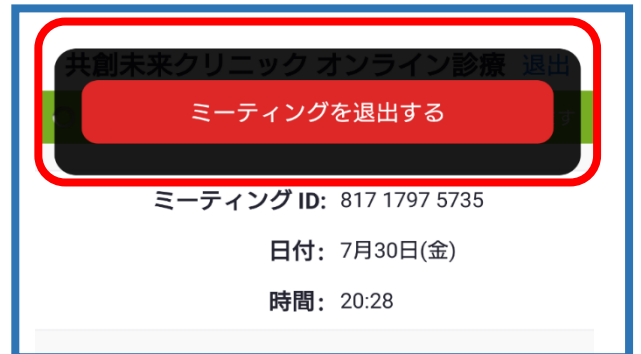 共創未来クリニック オンライン診療 退出
ミーティングを退出する
ミーティング ID: 817 1797 5735
日付: 7月30日(金)
時間: 20:28